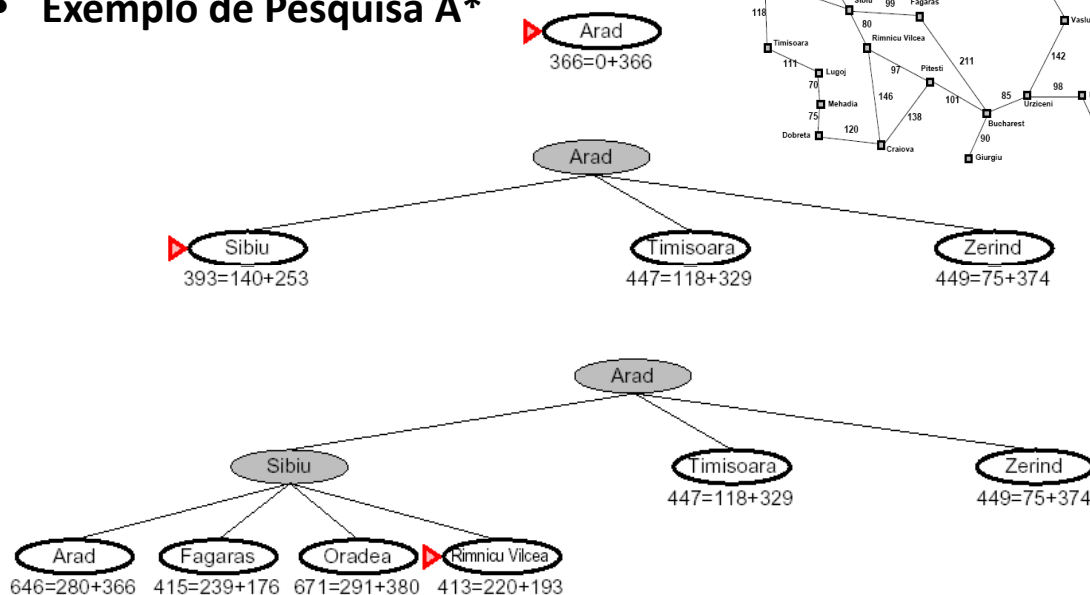 • Exemplo de Pesquisa A*
Arad
366=0+366
118
Sibiu
99
Fagaras
80
Vaslu
Timisoara
Rimnicu Vilcea
111
Lugoj
97
Pitesti
211
142
70
Mehadia
146
101
85
98
Urziceni
75
138
Bucharest
Dobreta
120
Craiova
90
Giurgiu
Arad
Sibiu
Timisoara
Zerind
393=140+253
447=118+329
449=75+374
Arad
Sibiu
Timisoara
Zerind
447=118+329
449=75+374
Arad
Fagaras
Oradea
Rimnicu Vilcea
646=280+366
415=239+176
671=291+380
413=220+193